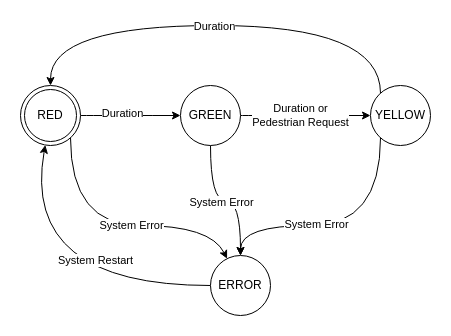 Duration
RED
Duration
GREEN
Duration or
Pedestrian Request
YELLOW
System Error
System Error
System Error
System Restart
ERROR